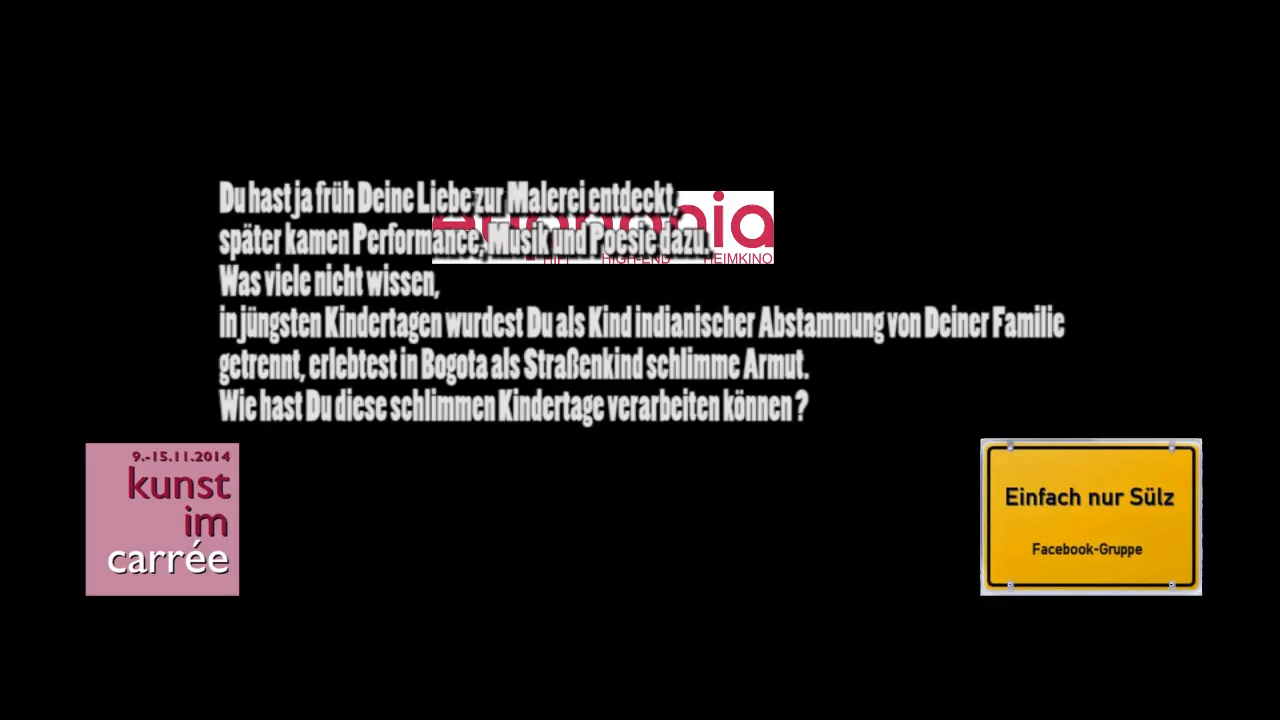 Du hast ja früh Deine Liebe zur Malerei entdeckt,
später kamen Performance, Musik und Poesie dazu.
HIFI HIGH-END HEIMKINO
Was viele nicht wissen,
in jüngsten Kindertagen wurdest Du als Kind indianischer Abstammung von Deiner Familie
getrennt, erlebtest in Bogota als Straßenkind schlimme Armut.
Wie hast Du diese schlimmen Kindertage verarbeiten können ?
9.-15.11.2014
kunst
im
carrée
Einfach nur Sülz
Facebook-Gruppe